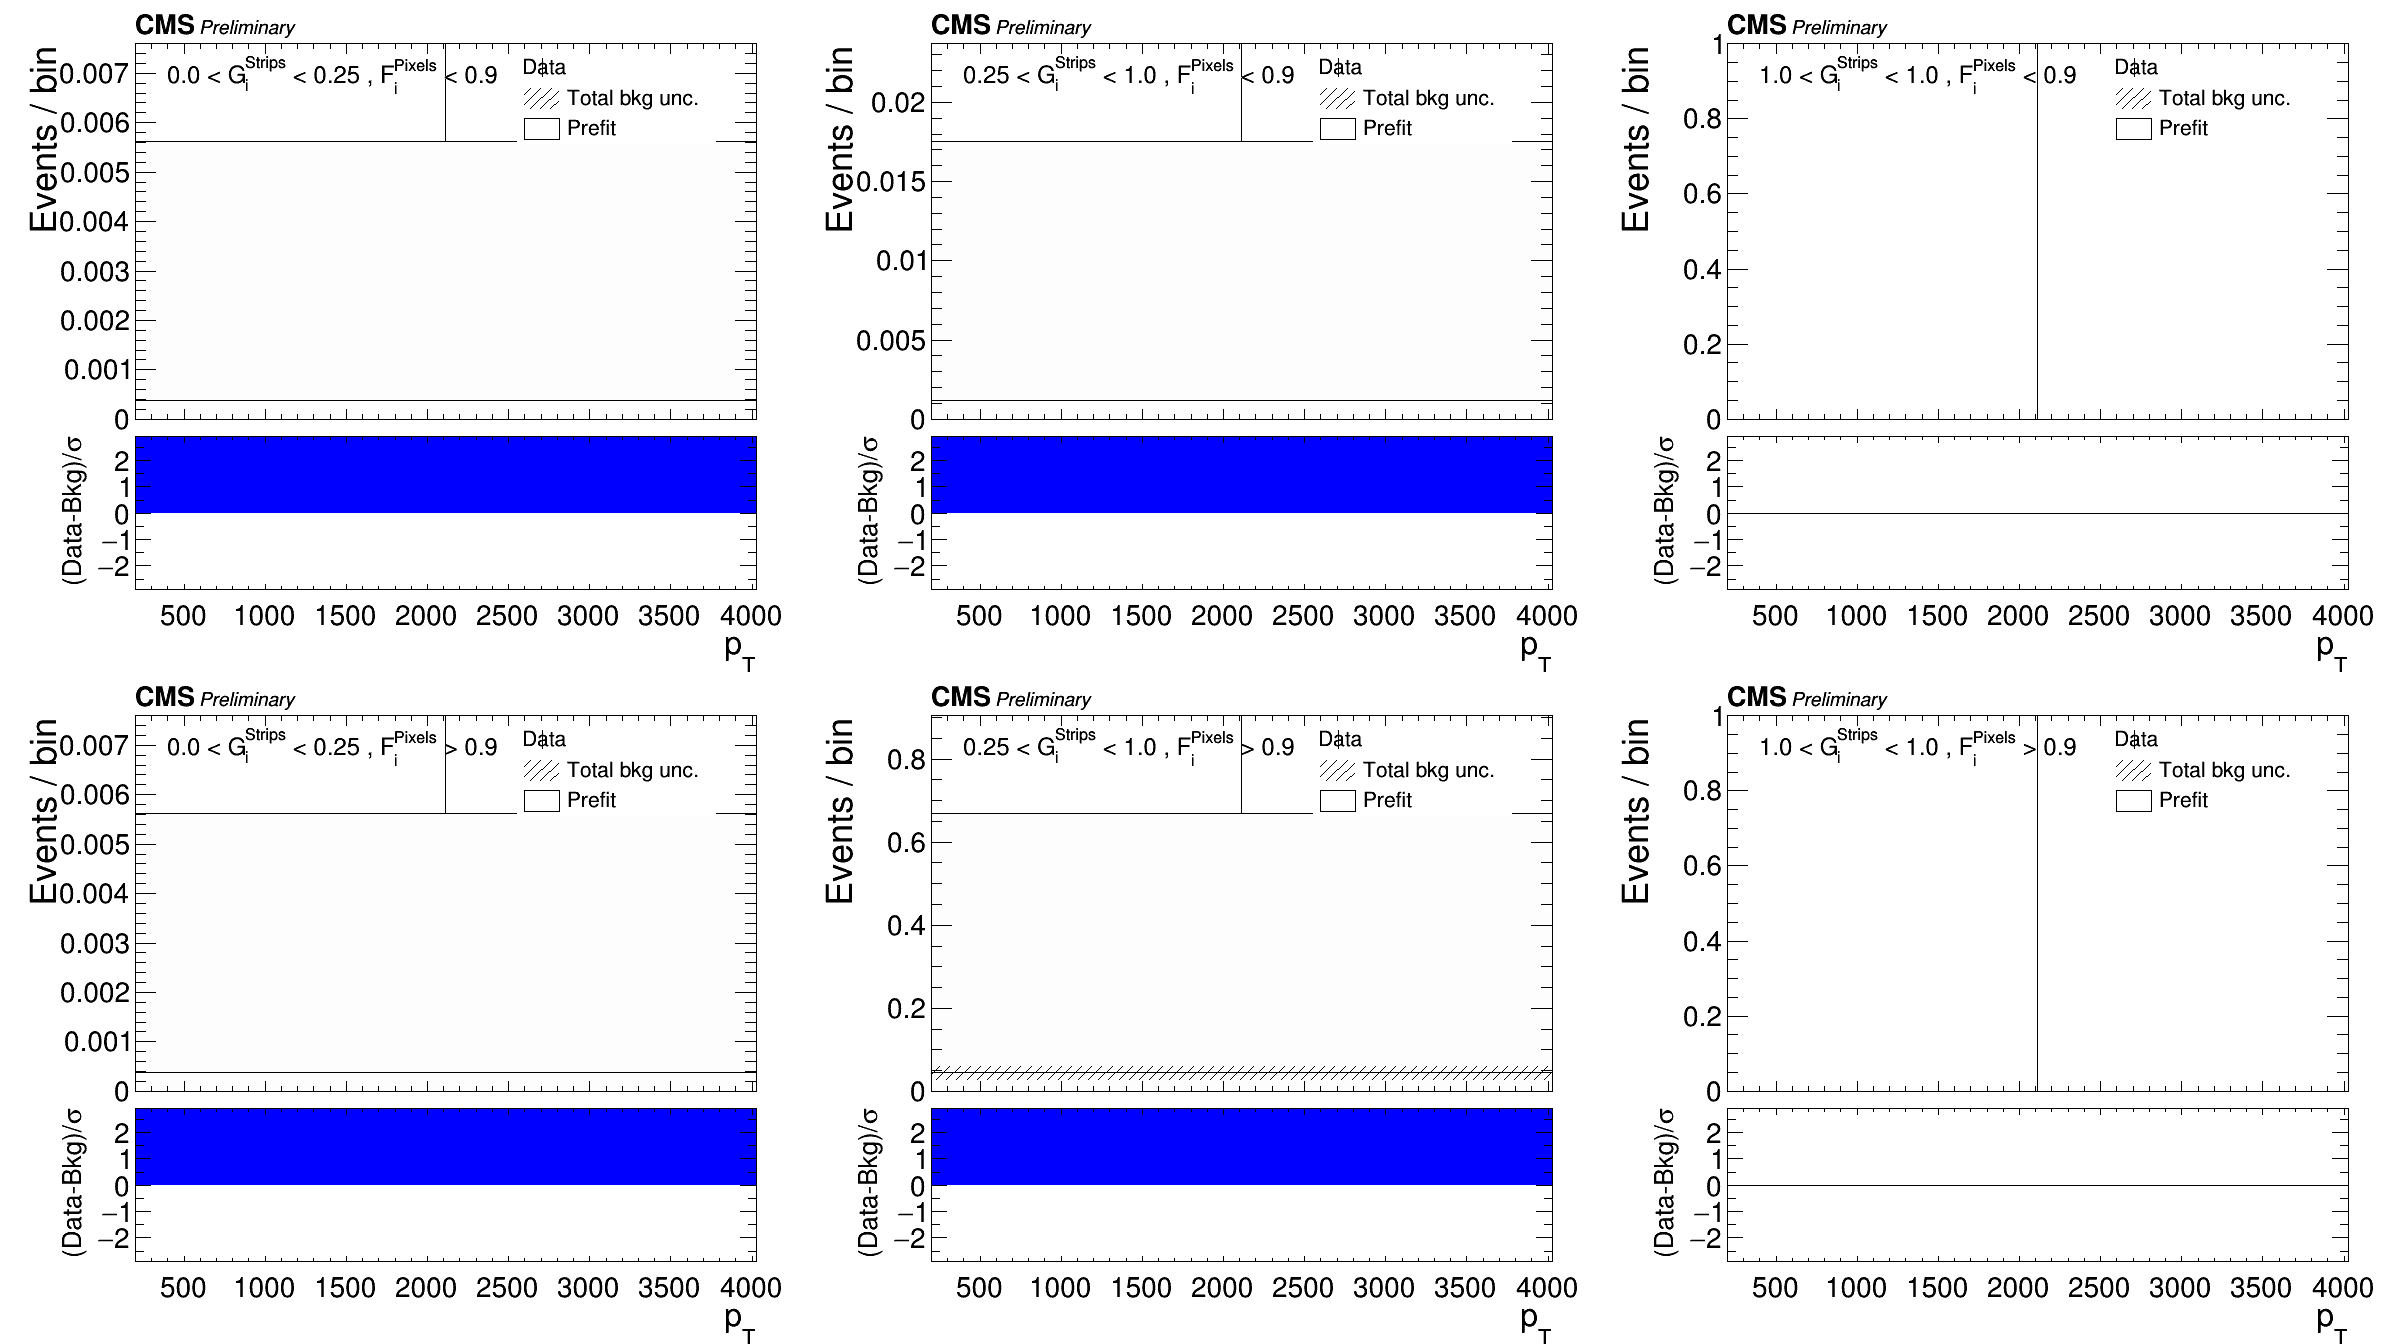 CMS Preliminary
Events / bin
0.0 < G_i^Strips < 0.25 , F_i^Pixels < 0.9
Data
Total bkg unc.
Prefit
0.007
0.006
0.005
0.004
0.003
0.002
0.001
0
(Data-Bkg)/σ
2
1
0
−1
−2
500 1000 1500 2000 2500 3000 3500 4000
p_T
CMS Preliminary
Events / bin
0.25 < G_i^Strips < 1.0 , F_i^Pixels < 0.9
Data
Total bkg unc.
Prefit
0.02
0.015
0.01
0.005
0
(Data-Bkg)/σ
2
1
0
−1
−2
500 1000 1500 2000 2500 3000 3500 4000
p_T
CMS Preliminary
Events / bin
1.0 < G_i^Strips < 1.0 , F_i^Pixels < 0.9
Data
Total bkg unc.
Prefit
1
0.8
0.6
0.4
0.2
0
(Data-Bkg)/σ
2
1
0
−1
−2
500 1000 1500 2000 2500 3000 3500 4000
p_T
CMS Preliminary
Events / bin
0.0 < G_i^Strips < 0.25 , F_i^Pixels > 0.9
Data
Total bkg unc.
Prefit
0.007
0.006
0.005
0.004
0.003
0.002
0.001
0
(Data-Bkg)/σ
2
1
0
−1
−2
500 1000 1500 2000 2500 3000 3500 4000
p_T
CMS Preliminary
Events / bin
0.25 < G_i^Strips < 1.0 , F_i^Pixels > 0.9
Data
Total bkg unc.
Prefit
0.8
0.6
0.4
0.2
0
(Data-Bkg)/σ
2
1
0
−1
−2
500 1000 1500 2000 2500 3000 3500 4000
p_T
CMS Preliminary
Events / bin
1.0 < G_i^Strips < 1.0 , F_i^Pixels > 0.9
Data
Total bkg unc.
Prefit
1
0.8
0.6
0.4
0.2
0
(Data-Bkg)/σ
2
1
0
−1
−2
500 1000 1500 2000 2500 3000 3500 4000
p_T